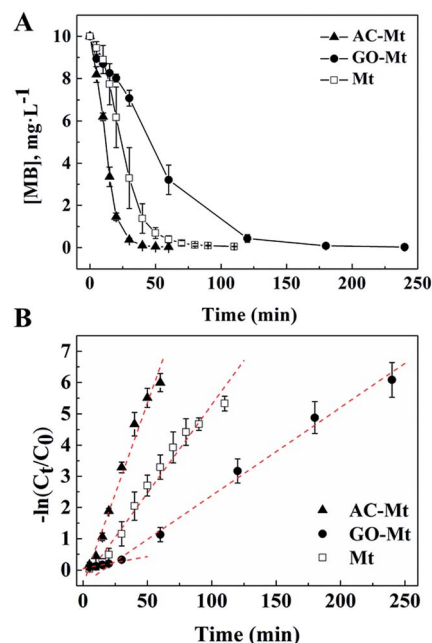 A
AC-Mt
GO-Mt
Mt
[MB], mg·L⁻¹
10
8
6
4
2
0
0 50 100 150 200 250
Time (min)
B
-ln(Ct/C0)
7
6
5
4
3
2
1
0
AC-Mt
GO-Mt
Mt
0 50 100 150 200 250
Time (min)